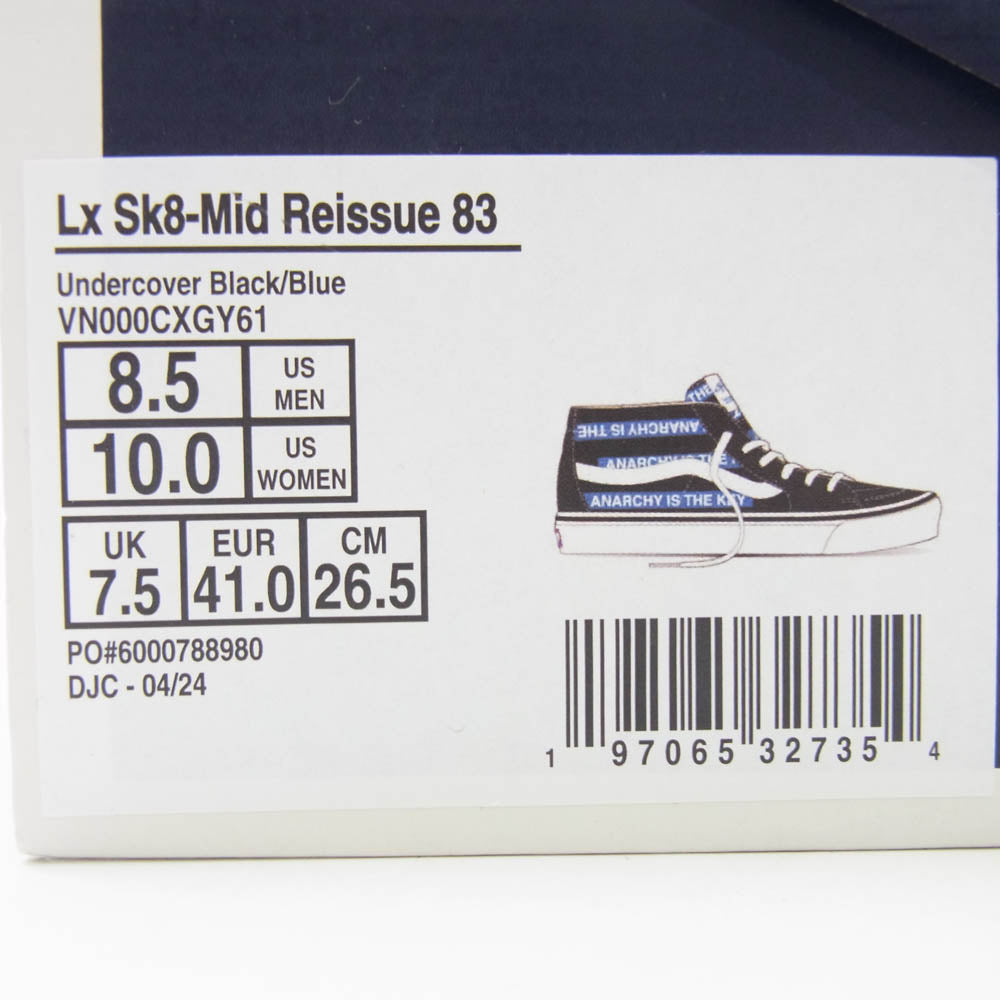 Lx Sk8-Mid Reissue 83
Undercover Black/Blue
VN000CXGY61
8.5 US MEN
10.0 US WOMEN
UK EUR CM
7.5 41.0 26.5
PO#6000788980
DJC - 04/24
THE
ANARCHY IS THE
ANARCHY IS THE
ANARCHY IS THE KEY
1 97065 32735 4